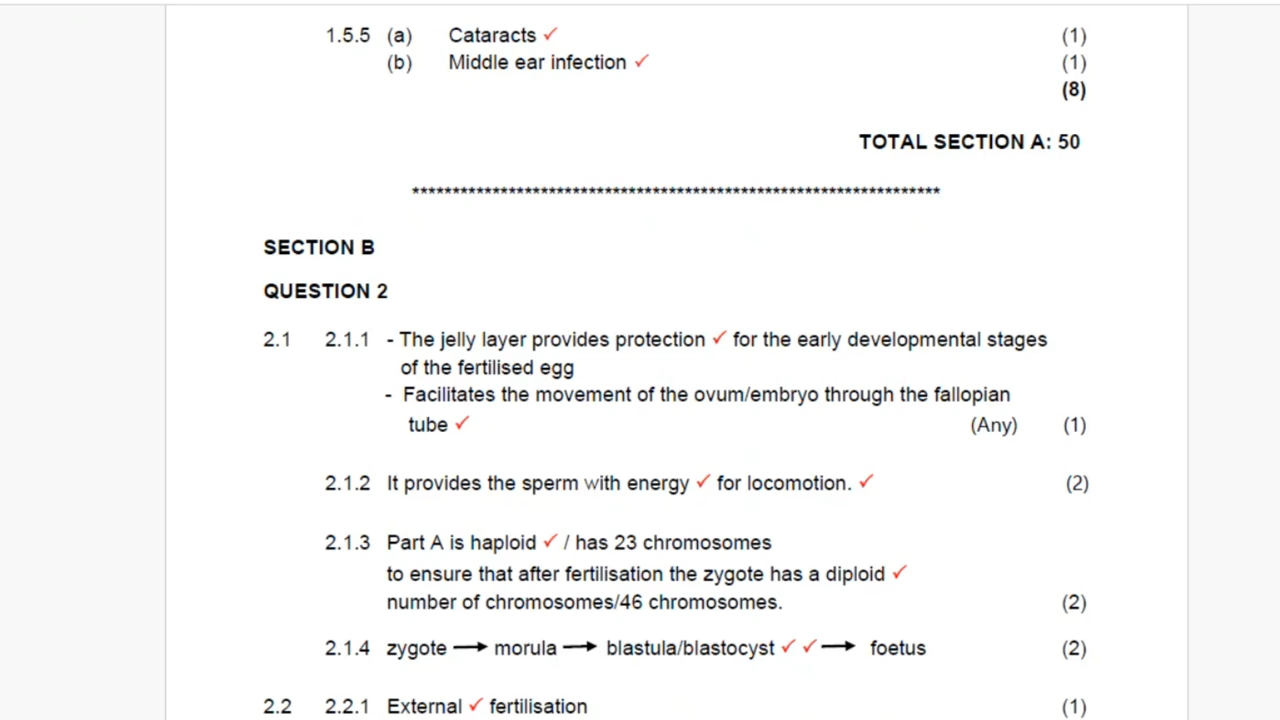 1.5.5 (a) Cataracts ✓ (1)
(b) Middle ear infection ✓ (1)
(8)
TOTAL SECTION A: 50
******************************************************************
SECTION B
QUESTION 2
2.1 2.1.1 - The jelly layer provides protection ✓ for the early developmental stages
of the fertilised egg
- Facilitates the movement of the ovum/embryo through the fallopian
tube ✓ (Any) (1)
2.1.2 It provides the sperm with energy ✓ for locomotion. ✓ (2)
2.1.3 Part A is haploid ✓ / has 23 chromosomes
to ensure that after fertilisation the zygote has a diploid ✓
number of chromosomes/46 chromosomes. (2)
2.1.4 zygote → morula → blastula/blastocyst ✓ ✓ → foetus (2)
2.2 2.2.1 External ✓ fertilisation (1)